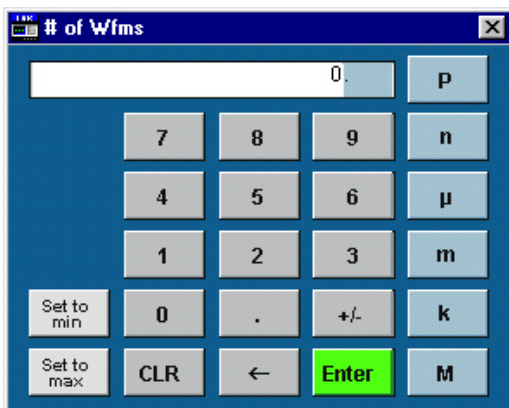 TEK
# of Wfms
0.
p
7 8 9 n
4 5 6 µ
1 2 3 m
Set to
min
0 . +/- k
Set to
max
CLR ← Enter M